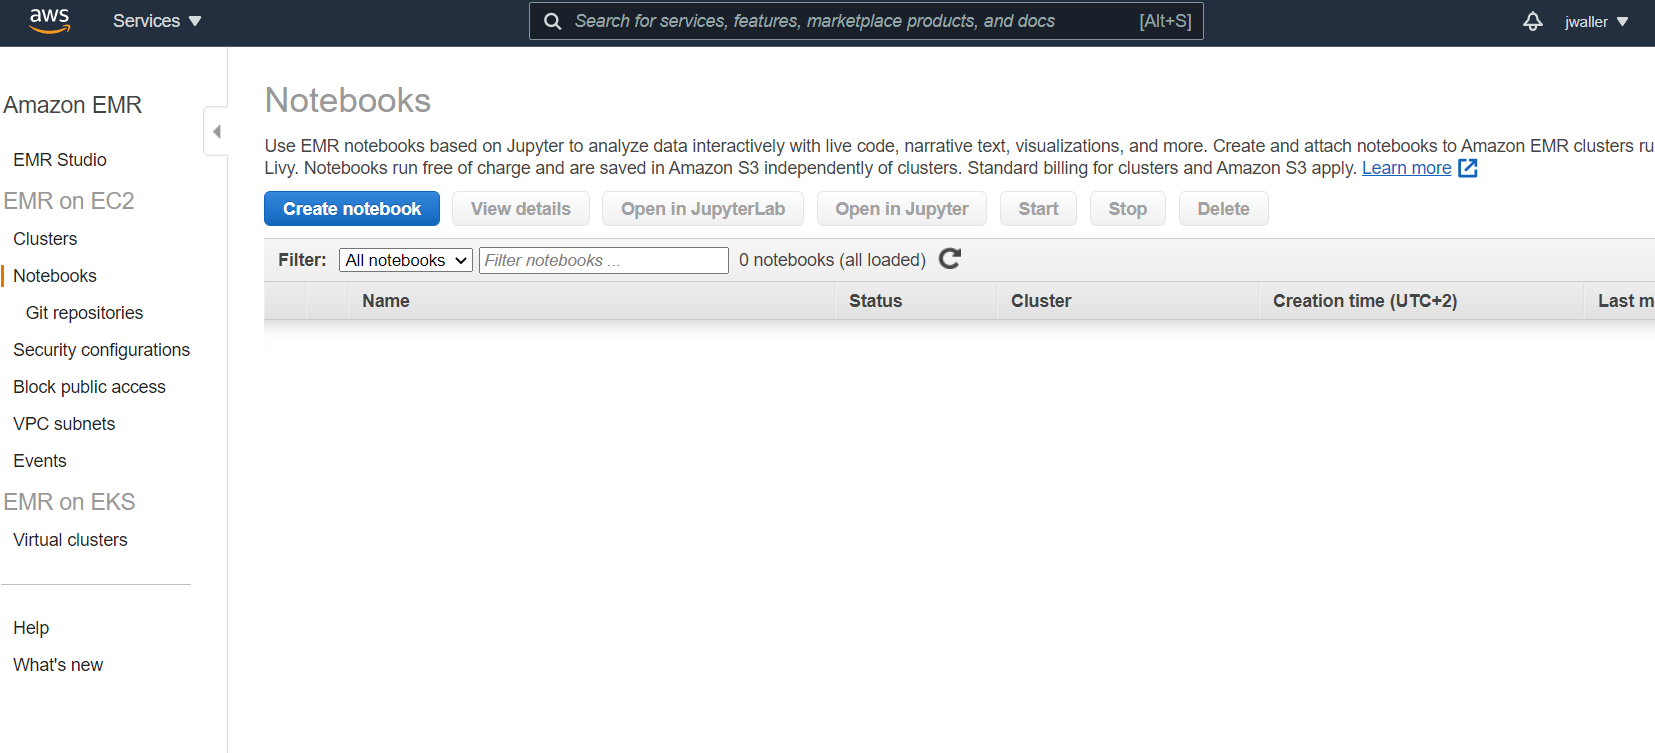 aws
Services
Search for services, features, marketplace products, and docs [Alt+S]
jwaller
Amazon EMR
EMR Studio
EMR on EC2
Clusters
Notebooks
Git repositories
Security configurations
Block public access
VPC subnets
Events
EMR on EKS
Virtual clusters
Help
What's new
Notebooks
Use EMR notebooks based on Jupyter to analyze data interactively with live code, narrative text, visualizations, and more. Create and attach notebooks to Amazon EMR clusters ru
Livy. Notebooks run free of charge and are saved in Amazon S3 independently of clusters. Standard billing for clusters and Amazon S3 apply. Learn more
Create notebook View details Open in JupyterLab Open in Jupyter Start Stop Delete
Filter: All notebooks Filter notebooks ... 0 notebooks (all loaded)
Name Status Cluster Creation time (UTC+2) Last m